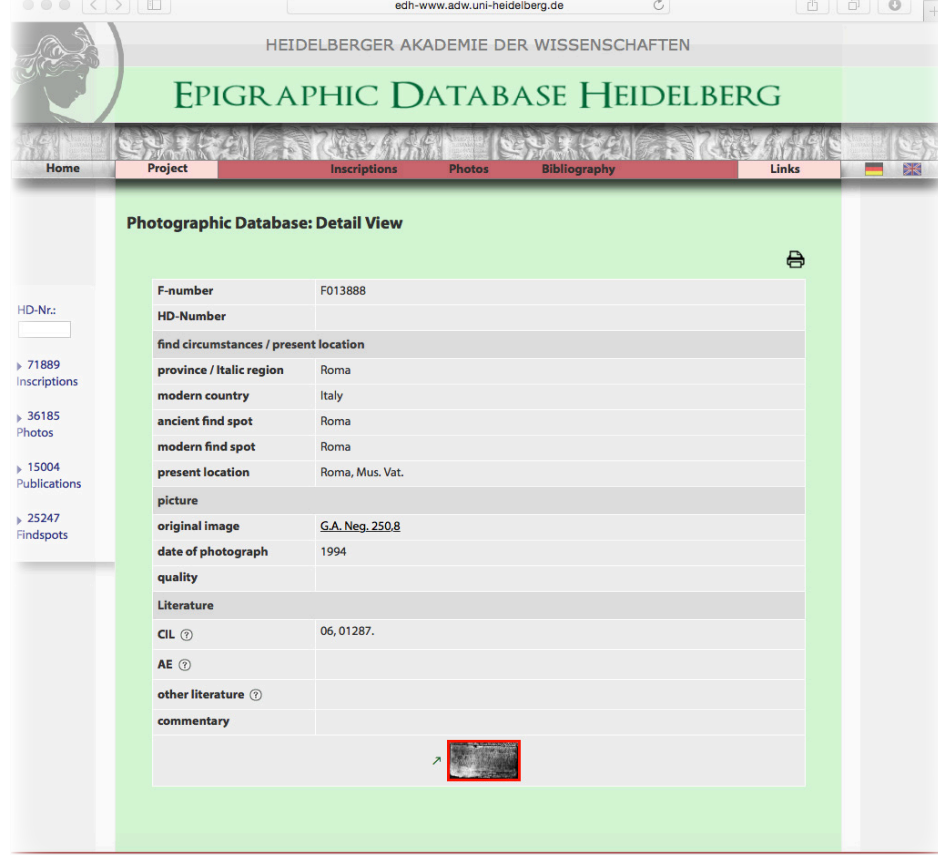 edh-www.adw.uni-heidelberg.de
HEIDELBERGER AKADEMIE DER WISSENSCHAFTEN
EPIGRAPHIC DATABASE HEIDELBERG
Home Project Inscriptions Photos Bibliography Links
Photographic Database: Detail View
HD-Nr.:
71889
Inscriptions
36185
Photos
15004
Publications
25247
Findspots
F-number F013888
HD-Number
find circumstances / present location
province / Italic region Roma
modern country Italy
ancient find spot Roma
modern find spot Roma
present location Roma, Mus. Vat.
picture
original image G.A. Neg. 250,8
date of photograph 1994
quality
Literature
CIL ? 06, 01287.
AE ?
other literature ?
commentary